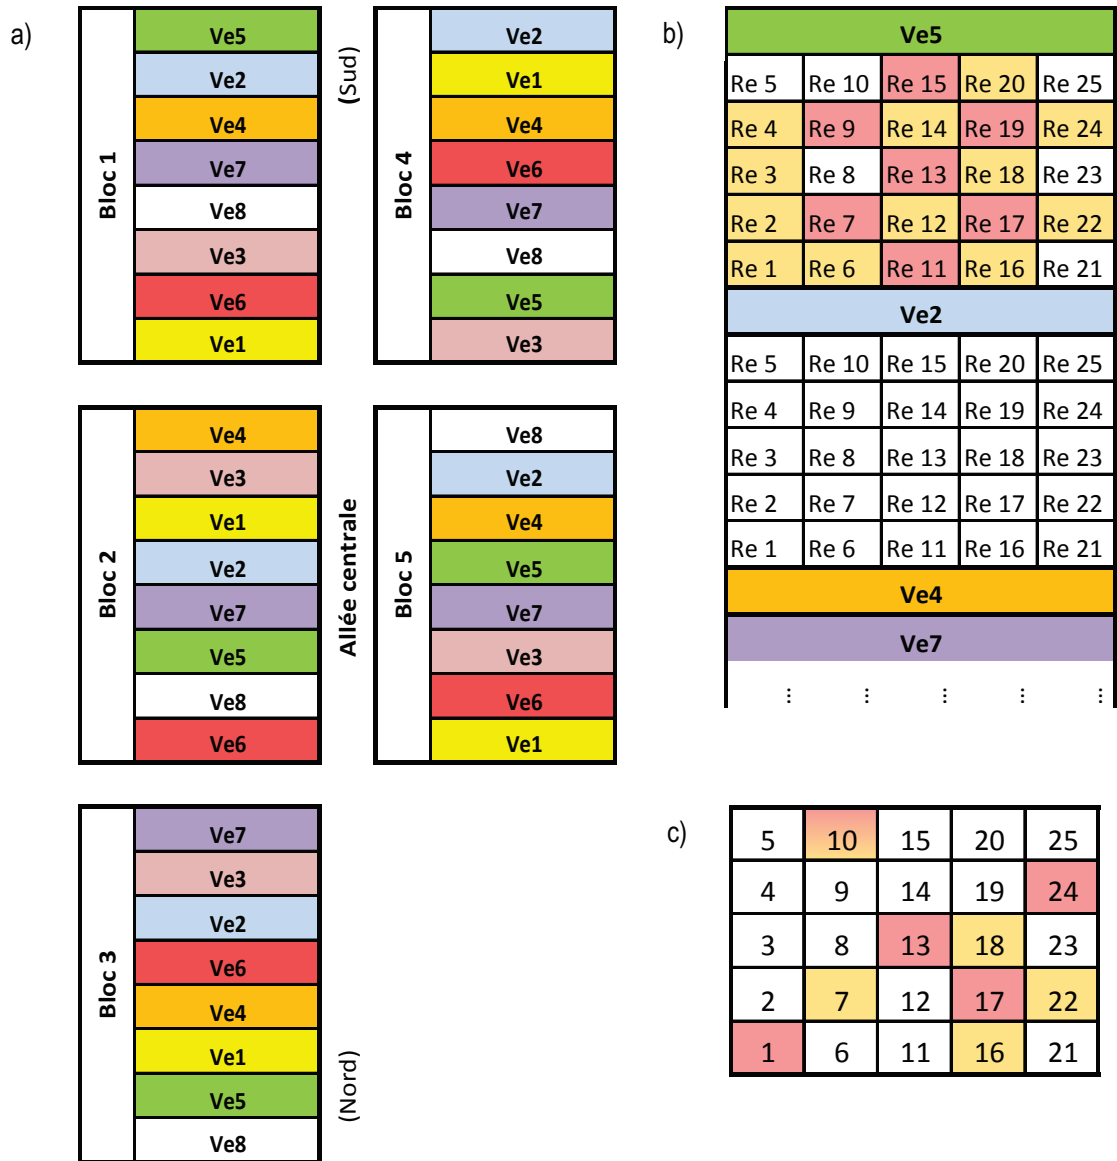 a)
Bloc 1
Ve5
Ve2
Ve4
Ve7
Ve8
Ve3
Ve6
Ve1
(Sud)
Bloc 4
Ve2
Ve1
Ve4
Ve6
Ve7
Ve8
Ve5
Ve3
Bloc 2
Ve4
Ve3
Ve1
Ve2
Ve7
Ve5
Ve8
Ve6
Allée centrale
Bloc 5
Ve8
Ve2
Ve4
Ve5
Ve7
Ve3
Ve6
Ve1
Bloc 3
Ve7
Ve3
Ve2
Ve6
Ve4
Ve1
Ve5
Ve8
(Nord)
b)
Ve5
Re 5 Re 10 Re 15 Re 20 Re 25
Re 4 Re 9 Re 14 Re 19 Re 24
Re 3 Re 8 Re 13 Re 18 Re 23
Re 2 Re 7 Re 12 Re 17 Re 22
Re 1 Re 6 Re 11 Re 16 Re 21
Ve2
Re 5 Re 10 Re 15 Re 20 Re 25
Re 4 Re 9 Re 14 Re 19 Re 24
Re 3 Re 8 Re 13 Re 18 Re 23
Re 2 Re 7 Re 12 Re 17 Re 22
Re 1 Re 6 Re 11 Re 16 Re 21
Ve4
Ve7
⋮ ⋮ ⋮ ⋮ ⋮
c)
5 10 15 20 25
4 9 14 19 24
3 8 13 18 23
2 7 12 17 22
1 6 11 16 21